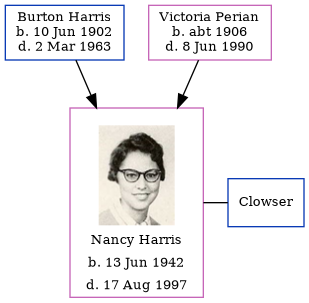 Burton Harris
b. 10 Jun 1902
d. 2 Mar 1963
Victoria Perian
b. abt 1906
d. 8 Jun 1990
Nancy Harris
b. 13 Jun 1942
d. 17 Aug 1997
Clowser